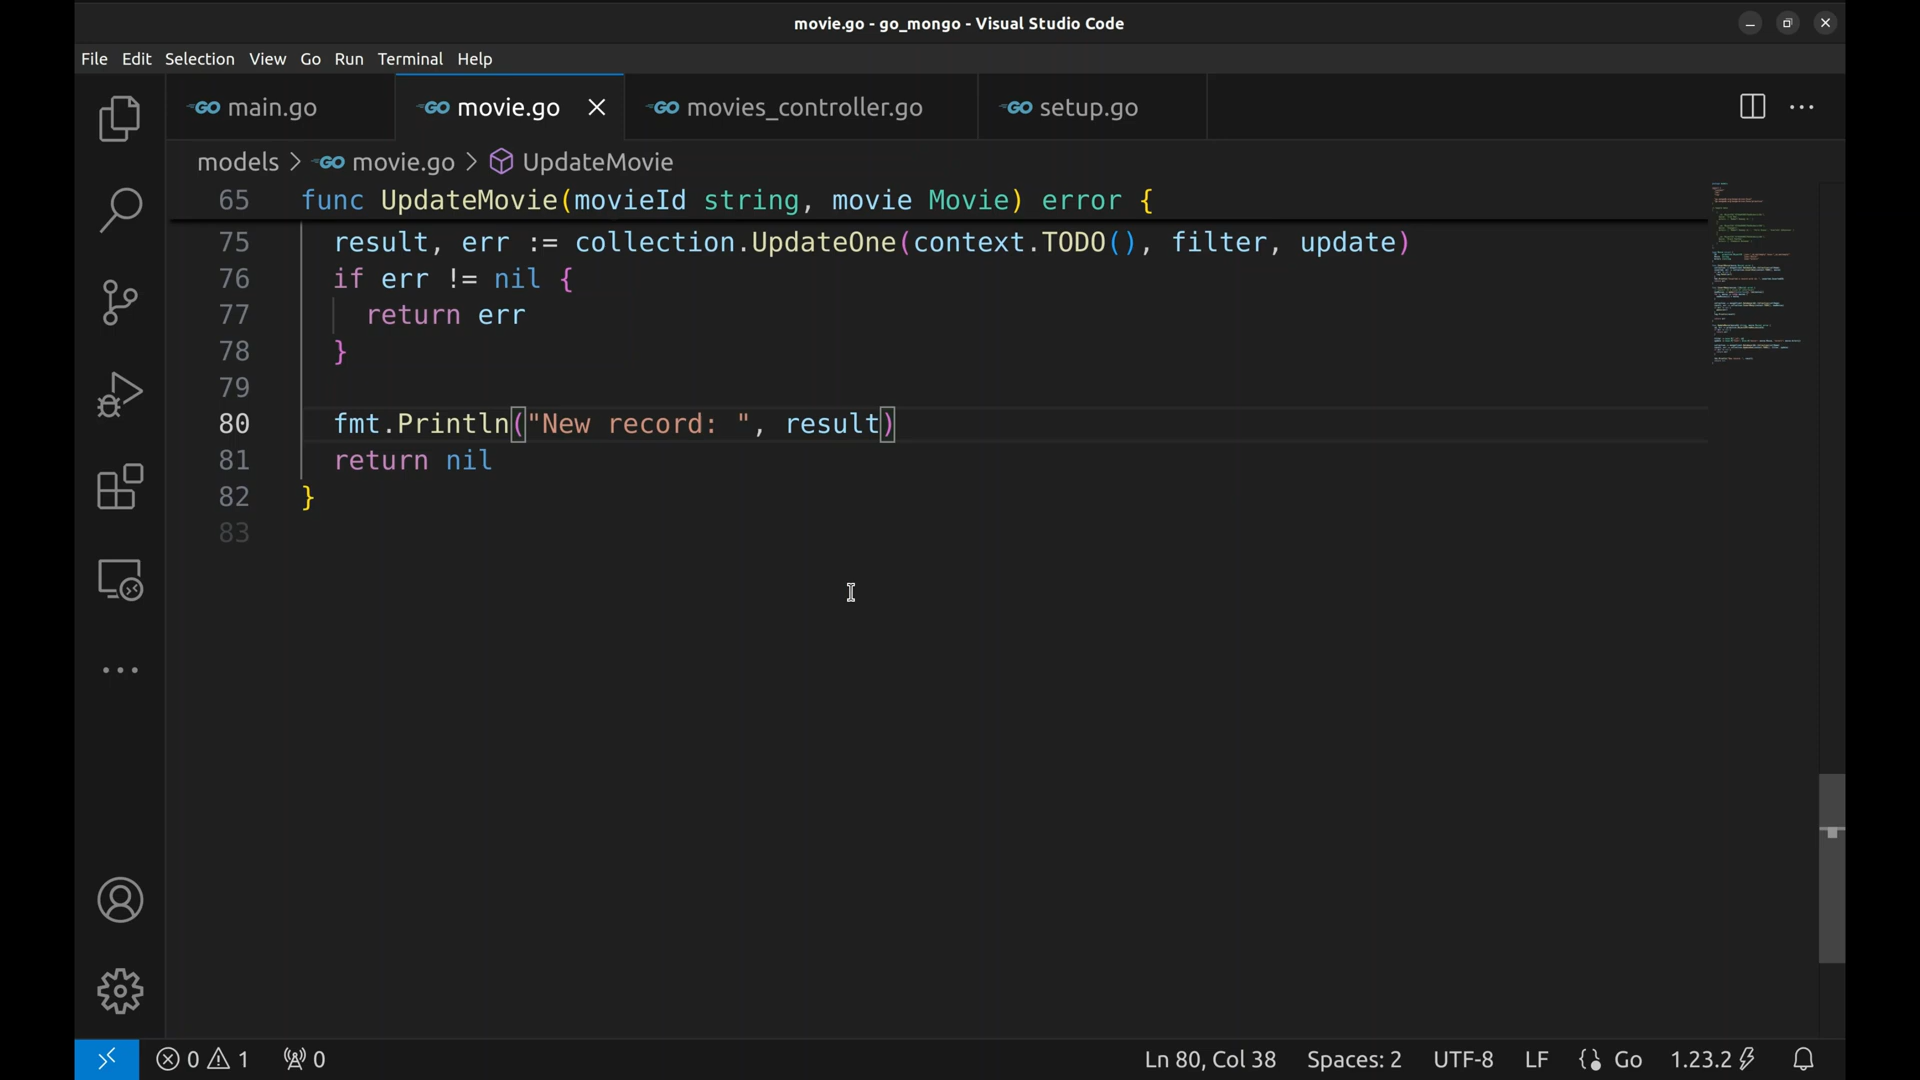 movie.go - go_mongo - Visual Studio Code
File Edit Selection View Go Run Terminal Help
GO main.go GO movie.go GO movies_controller.go GO setup.go
models > GO movie.go > UpdateMovie
65 func UpdateMovie(movieId string, movie Movie) error {
75 result, err := collection.UpdateOne(context.TODO(), filter, update)
76 if err != nil {
77 return err
78 }
79
80 fmt.Println("New record: ", result)
81 return nil
82 }
83
0 1 0 Ln 80, Col 38 Spaces: 2 UTF-8 LF {} Go 1.23.2